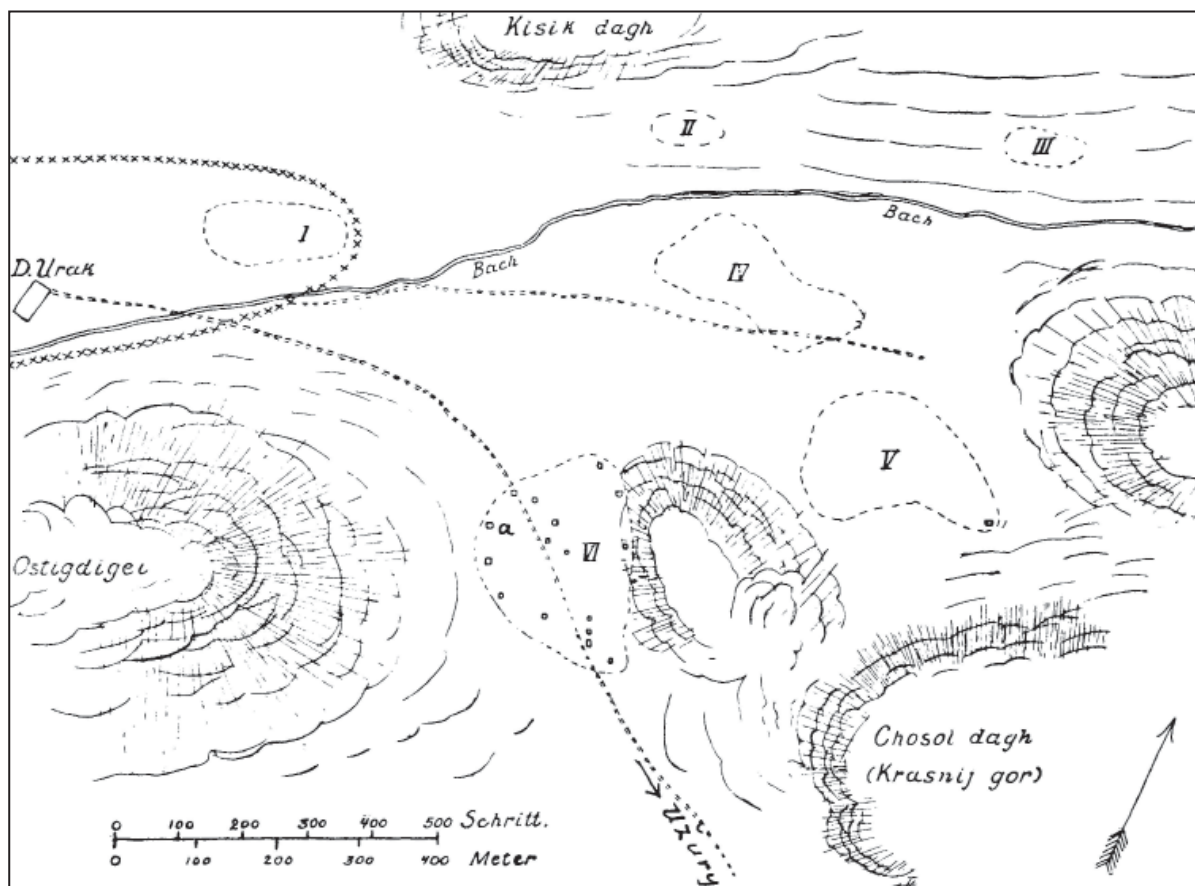 Kisik dagh
II
III
I
Bach
Bach
D. Urak
IV
V
a
VI
Ostigdigei
Chosol dagh
(Krasnij gor)
Uzury
0 100 200 300 400 500 Schritt.
0 100 200 300 400 Meter